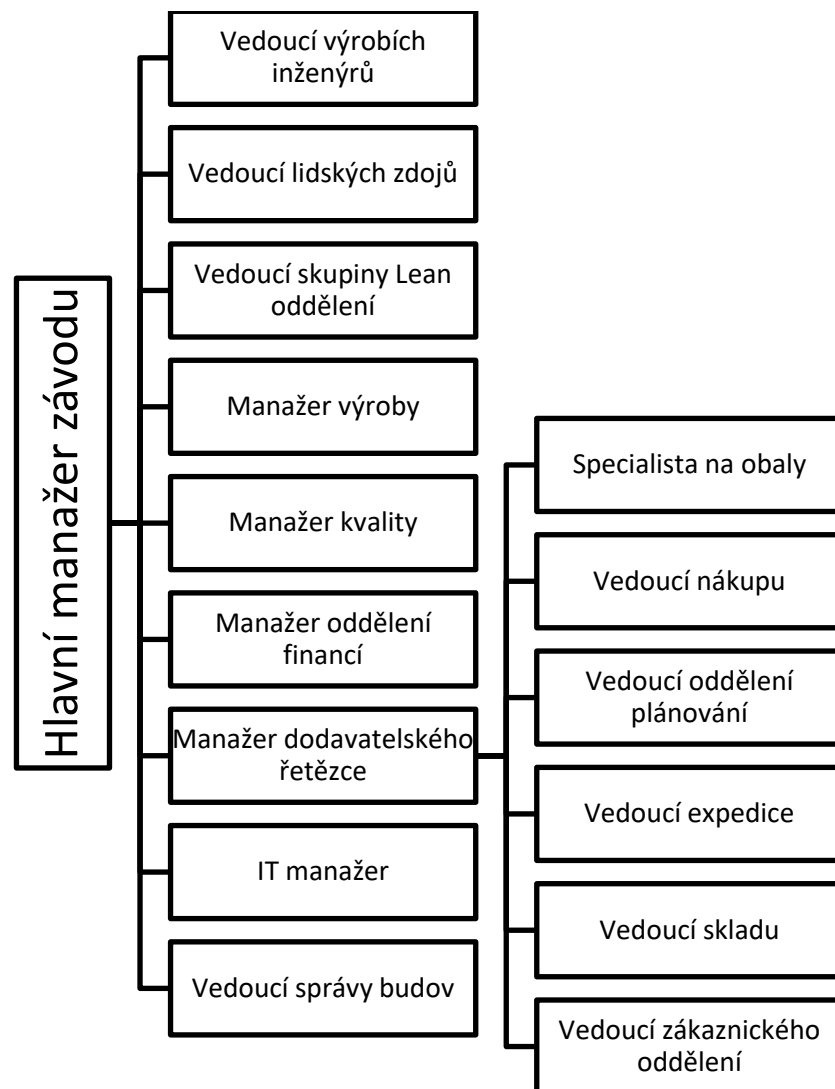 Hlavní manažer závodu
Vedoucí výrobích
inženýrů
Vedoucí lidských zdojů
Vedoucí skupiny Lean
oddělení
Manažer výroby
Manažer kvality
Manažer oddělení
financí
Manažer dodavatelského
řetězce
IT manažer
Vedoucí správy budov
Specialista na obaly
Vedoucí nákupu
Vedoucí oddělení
plánování
Vedoucí expedice
Vedoucí skladu
Vedoucí zákaznického
oddělení